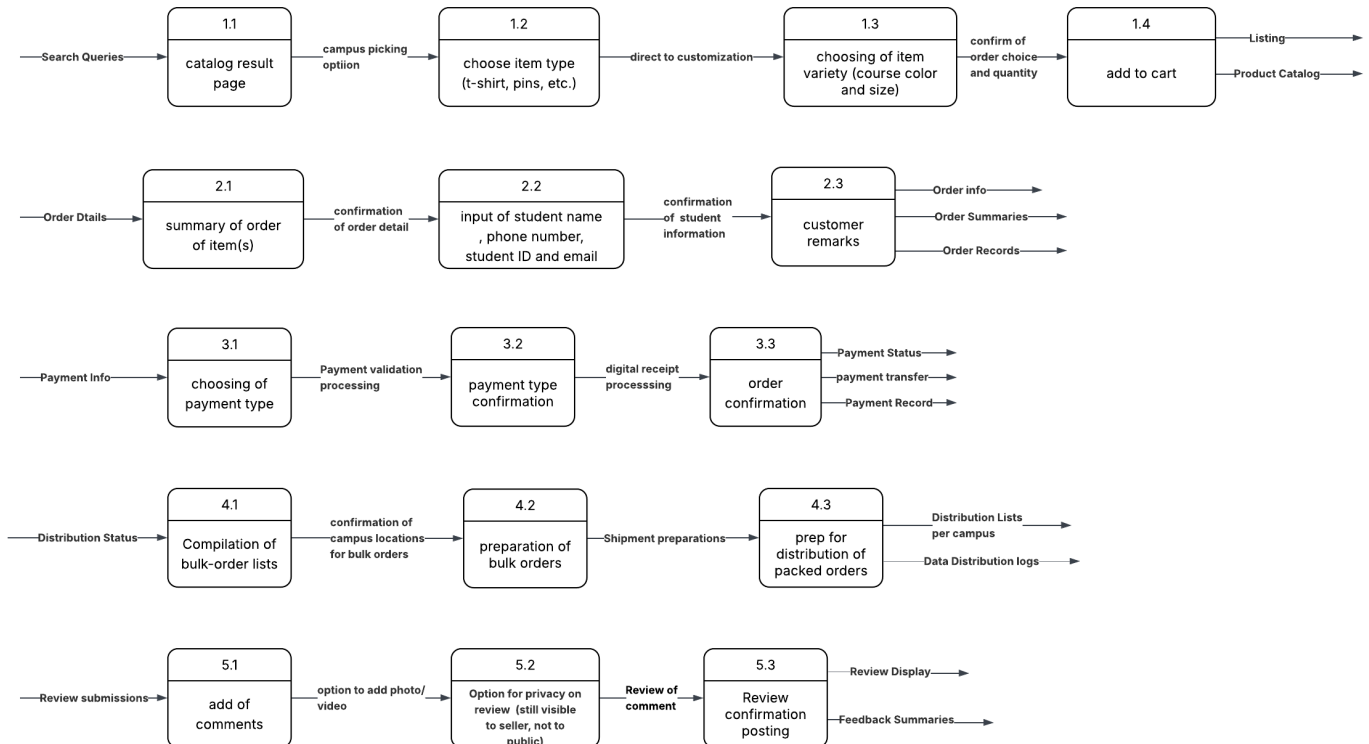 1.1
1.2
1.3
1.4
Search Queries
catalog result
page
campus picking
optiion
choose item type
(t-shirt, pins, etc.)
direct to customization
choosing of item
variety (course color
and size)
confirm of
order choice
and quantity
add to cart
Listing
Product Catalog
2.1
2.2
2.3
Order Dtails
summary of order
of item(s)
confirmation
of order detail
input of student name
, phone number,
student ID and email
confirmation
of student
information
customer
remarks
Order info
Order Summaries
Order Records
3.1
3.2
3.3
Payment Info
choosing of
payment type
Payment validation
processing
payment type
confirmation
digital receipt
processsing
order
confirmation
Payment Status
payment transfer
Payment Record
4.1
4.2
4.3
Distribution Status
Compilation of
bulk-order lists
confirmation of
campus locations
for bulk orders
preparation of
bulk orders
Shipment preparations
prep for
distribution of
packed orders
Distribution Lists
per campus
Data Distribution logs
5.1
5.2
5.3
Review submissions
add of
comments
option to add photo/
video
Option for privacy on
review (still visible
to seller, not to
public)
Review of
comment
Review
confirmation
posting
Review Display
Feedback Summaries